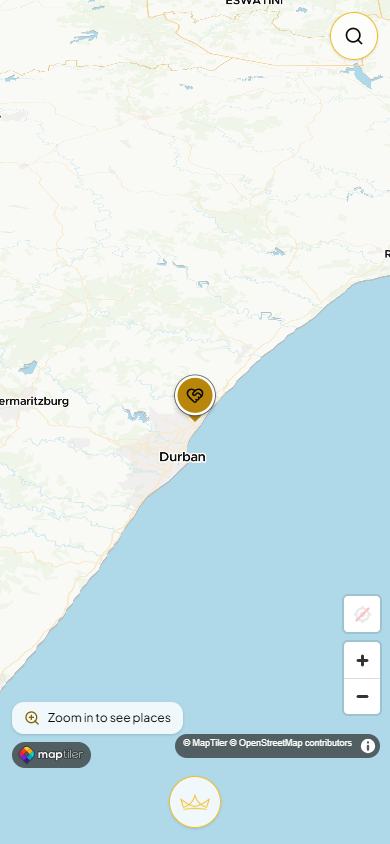 ESWATINI
R
ermaritzburg
Durban
+
−
Zoom in to see places
maptiler
© MapTiler © OpenStreetMap contributors